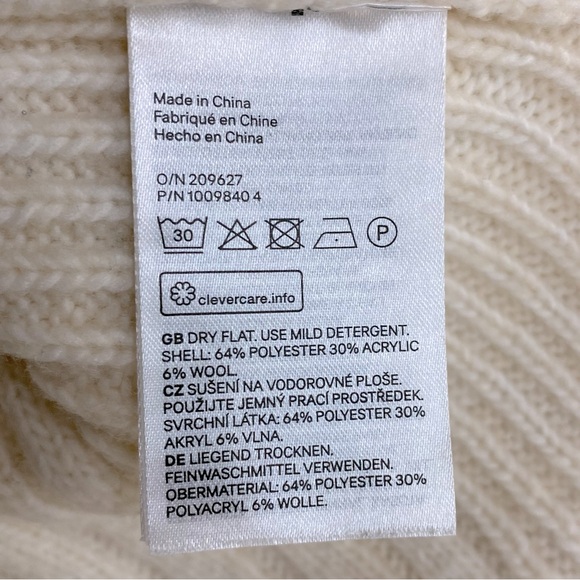 Made in China
Fabriqué en Chine
Hecho en China
O/N 209627
P/N 1009840 4
30
P
clevercare.info
GB DRY FLAT. USE MILD DETERGENT.
SHELL: 64% POLYESTER 30% ACRYLIC
6% WOOL.
CZ SUŠENÍ NA VODOROVNÉ PLOŠE.
POUŽIJTE JEMNÝ PRACÍ PROSTŘEDEK.
SVRCHNÍ LÁTKA: 64% POLYESTER 30%
AKRYL 6% VLNA.
DE LIEGEND TROCKNEN.
FEINWASCHMITTEL VERWENDEN.
OBERMATERIAL: 64% POLYESTER 30%
POLYACRYL 6% WOLLE.